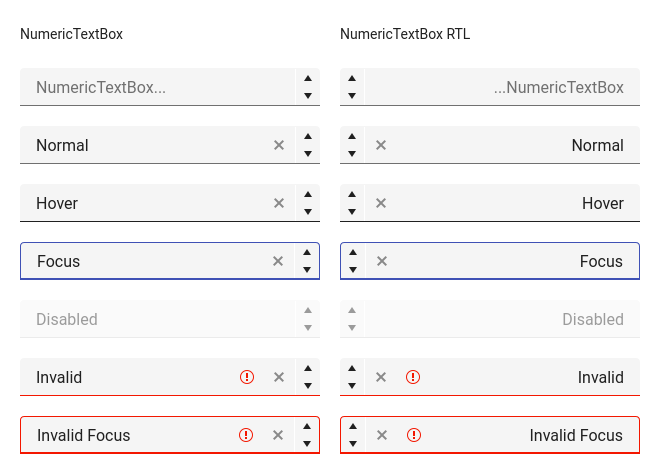 NumericTextBox NumericTextBox RTL
NumericTextBox... ...NumericTextBox
Normal Normal
Hover Hover
Focus Focus
Disabled Disabled
Invalid Invalid
Invalid Focus Invalid Focus